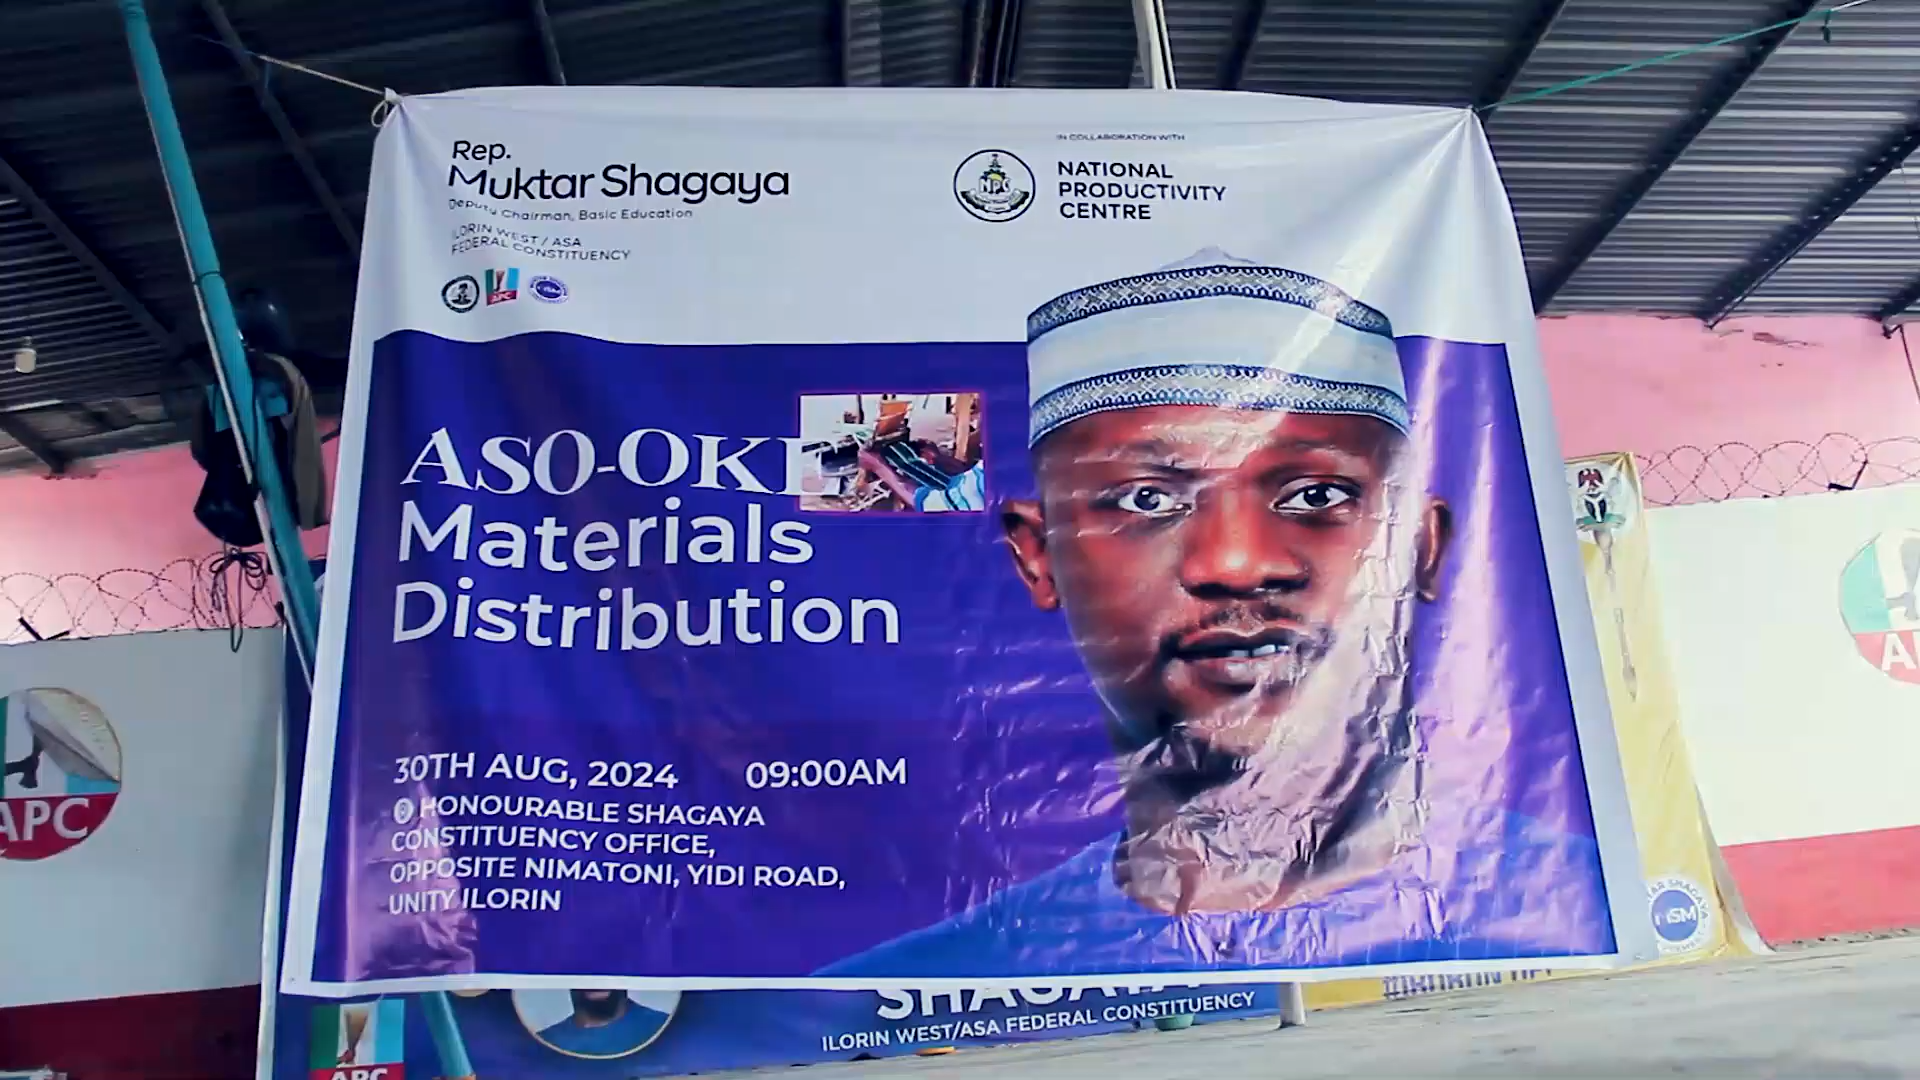 Rep.
Muktar Shagaya
Deputy Chairman, Basic Education
ILORIN WEST / ASA
FEDERAL CONSTITUENCY
APC
IN COLLABORATION WITH
NPC
NATIONAL
PRODUCTIVITY
CENTRE
ASO-OKE
Materials
Distribution
30TH AUG, 2024 09:00AM
HONOURABLE SHAGAYA
CONSTITUENCY OFFICE,
OPPOSITE NIMATONI, YIDI ROAD,
UNITY ILORIN
APC
SHAGAYA
ILORIN WEST/ASA FEDERAL CONSTITUENCY
APC